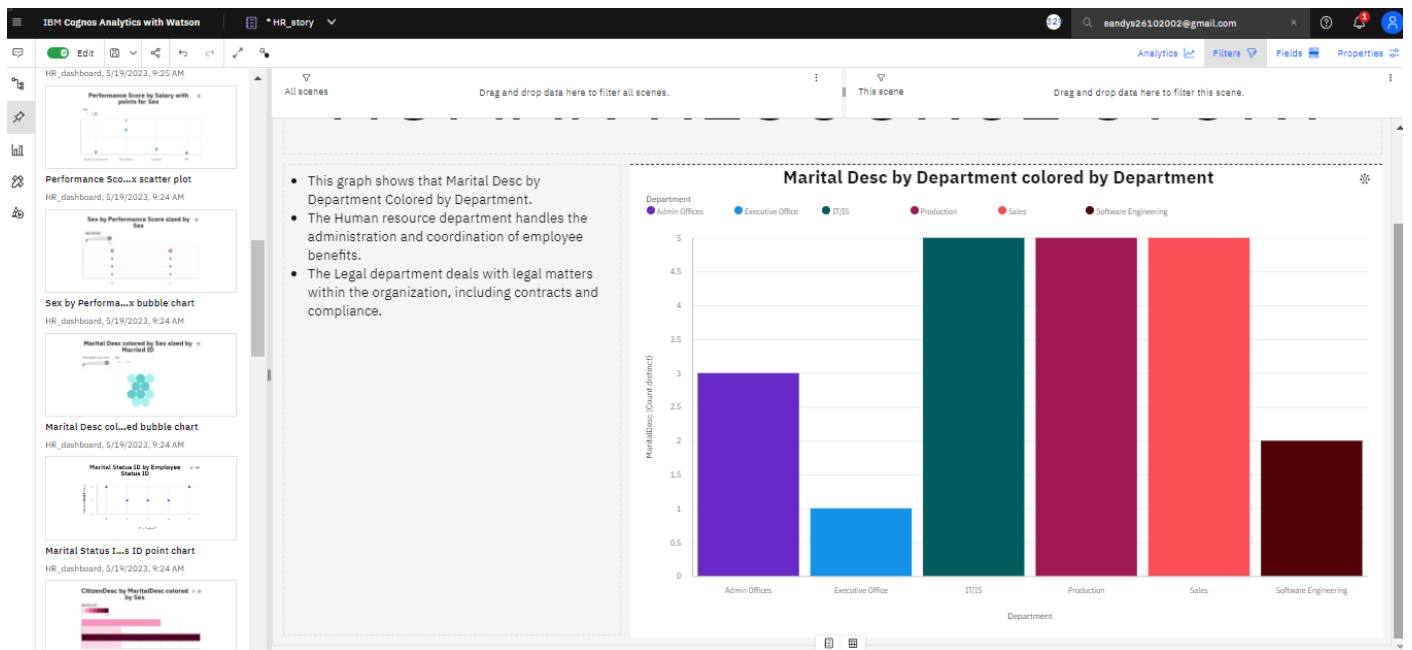 IBM Cognos Analytics with Watson
* HR_story
sandys26102002@gmail.com
1
Edit
Analytics
Filters
Fields
Properties
HR_dashboard, 5/19/2023, 9:25 AM
Performance Score by Salary with
points for Sex
Performance Sco...x scatter plot
HR_dashboard, 5/19/2023, 9:24 AM
Sex by Performance Score sized by
Sex
Sex by Performa...x bubble chart
HR_dashboard, 5/19/2023, 9:24 AM
Marital Desc colored by Sex sized by
Married ID
Marital Desc col...ed bubble chart
HR_dashboard, 5/19/2023, 9:24 AM
Marital Status ID by Employee
Status ID
Marital Status I...s ID point chart
HR_dashboard, 5/19/2023, 9:24 AM
CitizenDesc by MaritalDesc colored
by Sex
All scenes
Drag and drop data here to filter all scenes.
This scene
Drag and drop data here to filter this scene.
• This graph shows that Marital Desc by
Department Colored by Department.
• The Human resource department handles the
administration and coordination of employee
benefits.
• The Legal department deals with legal matters
within the organization, including contracts and
compliance.
Marital Desc by Department colored by Department
Department
Admin Offices
Executive Office
IT/IS
Production
Sales
Software Engineering
MaritalDesc (Count distinct)
5
4.5
4
3.5
3
2.5
2
1.5
1
0.5
0
Admin Offices
Executive Office
IT/IS
Production
Sales
Software Engineering
Department